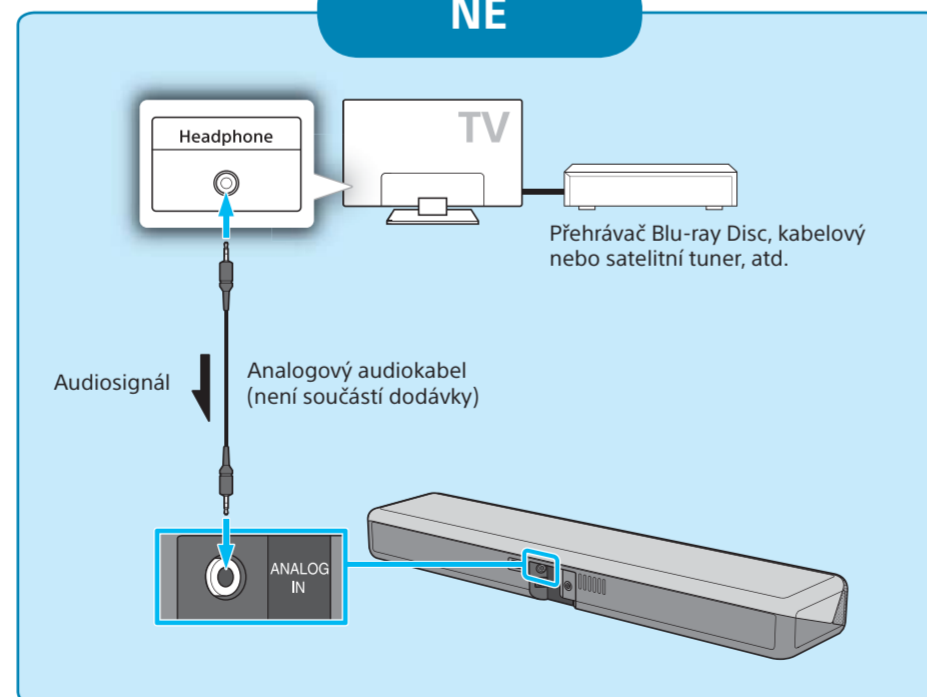 NE
Headphone
TV
Přehrávač Blu-ray Disc, kabelový
nebo satelitní tuner, atd.
Audiosignál
Analogový audiokabel
(není součástí dodávky)
ANALOG
IN